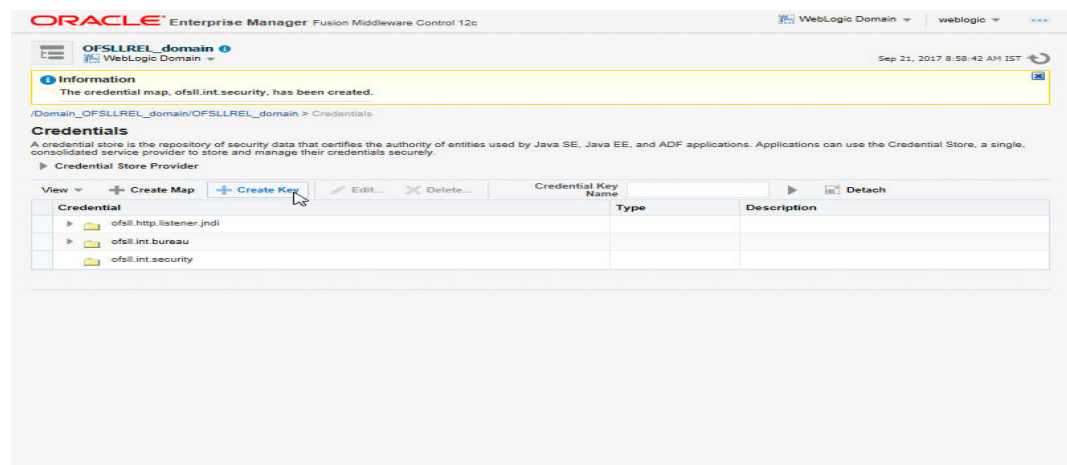 ORACLE® Enterprise Manager Fusion Middleware Control 12c WebLogic Domain weblogic
OFSLLREL_domain
WebLogic Domain
Sep 21, 2017 8:58:42 AM IST
Information
The credential map, ofsll.int.security, has been created.
/Domain_OFSLLREL_domain/OFSLLREL_domain > Credentials
Credentials
A credential store is the repository of security data that certifies the authority of entities used by Java SE, Java EE, and ADF applications. Applications can use the Credential Store, a single,
consolidated service provider to store and manage their credentials securely.
Credential Store Provider
View Create Map Create Key Edit... Delete... Credential Key Name Detach
Credential Type Description
ofsll.http.listener.jndi
ofsll.int.bureau
ofsll.int.security